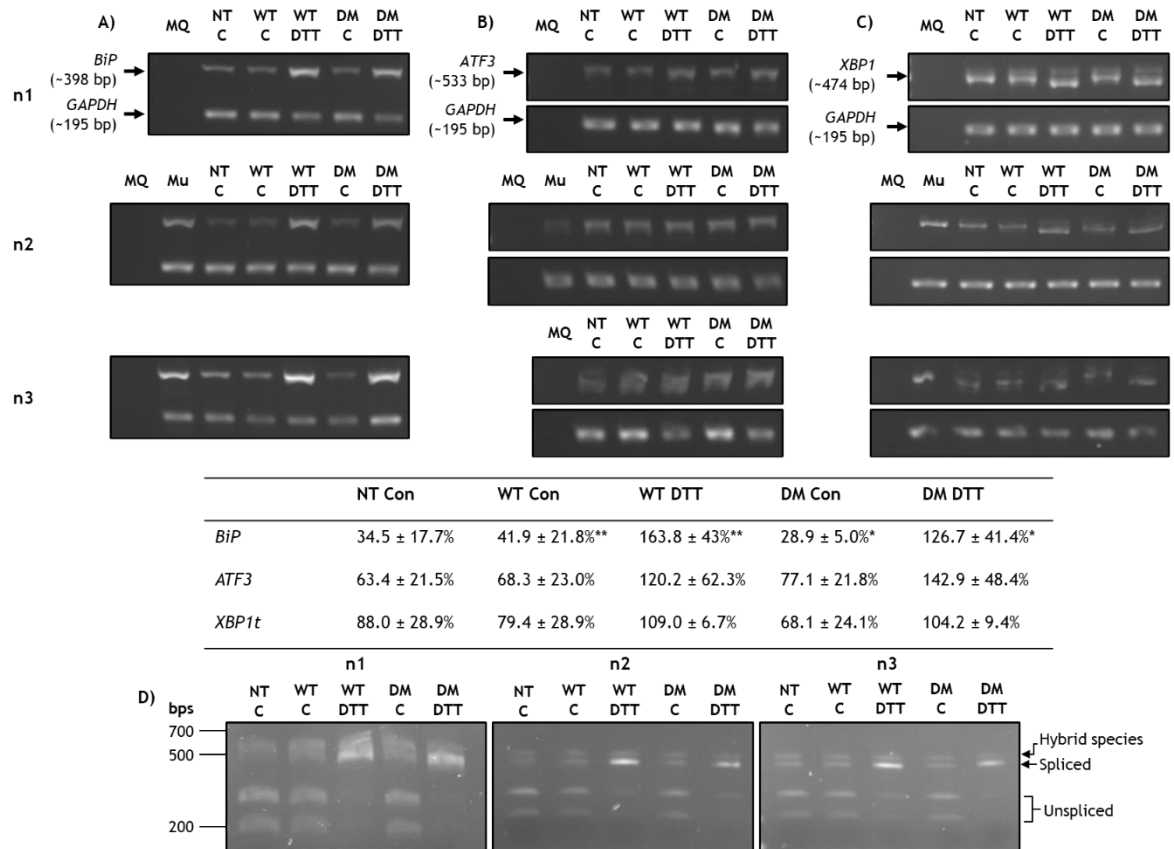 A)
MQ
NT C
WT C
WT DTT
DM C
DM DTT
BiP
(~398 bp)
GAPDH
(~195 bp)
n1
B)
NT C
WT C
WT DTT
DM C
DM DTT
MQ
ATF3
(~533 bp)
GAPDH
(~195 bp)
C)
NT C
WT C
WT DTT
DM C
DM DTT
MQ
XBP1
(~474 bp)
GAPDH
(~195 bp)
n2
MQ Mu
NT C
WT C
WT DTT
DM C
DM DTT
MQ Mu
NT C
WT C
WT DTT
DM C
DM DTT
MQ Mu
NT C
WT C
WT DTT
DM C
DM DTT
n3
MQ
NT C
WT C
WT DTT
DM C
DM DTT
NT Con WT Con WT DTT DM Con DM DTT
BiP 34.5 ± 17.7% 41.9 ± 21.8%** 163.8 ± 43%** 28.9 ± 5.0%* 126.7 ± 41.4%*
ATF3 63.4 ± 21.5% 68.3 ± 23.0% 120.2 ± 62.3% 77.1 ± 21.8% 142.9 ± 48.4%
XBP1t 88.0 ± 28.9% 79.4 ± 28.9% 109.0 ± 6.7% 68.1 ± 24.1% 104.2 ± 9.4%
n1 n2 n3
D)
NT C
WT C
WT DTT
DM C
DM DTT
NT C
WT C
WT DTT
DM C
DM DTT
NT C
WT C
WT DTT
DM C
DM DTT
bps
700
500
200
Hybrid species
Spliced
Unspliced